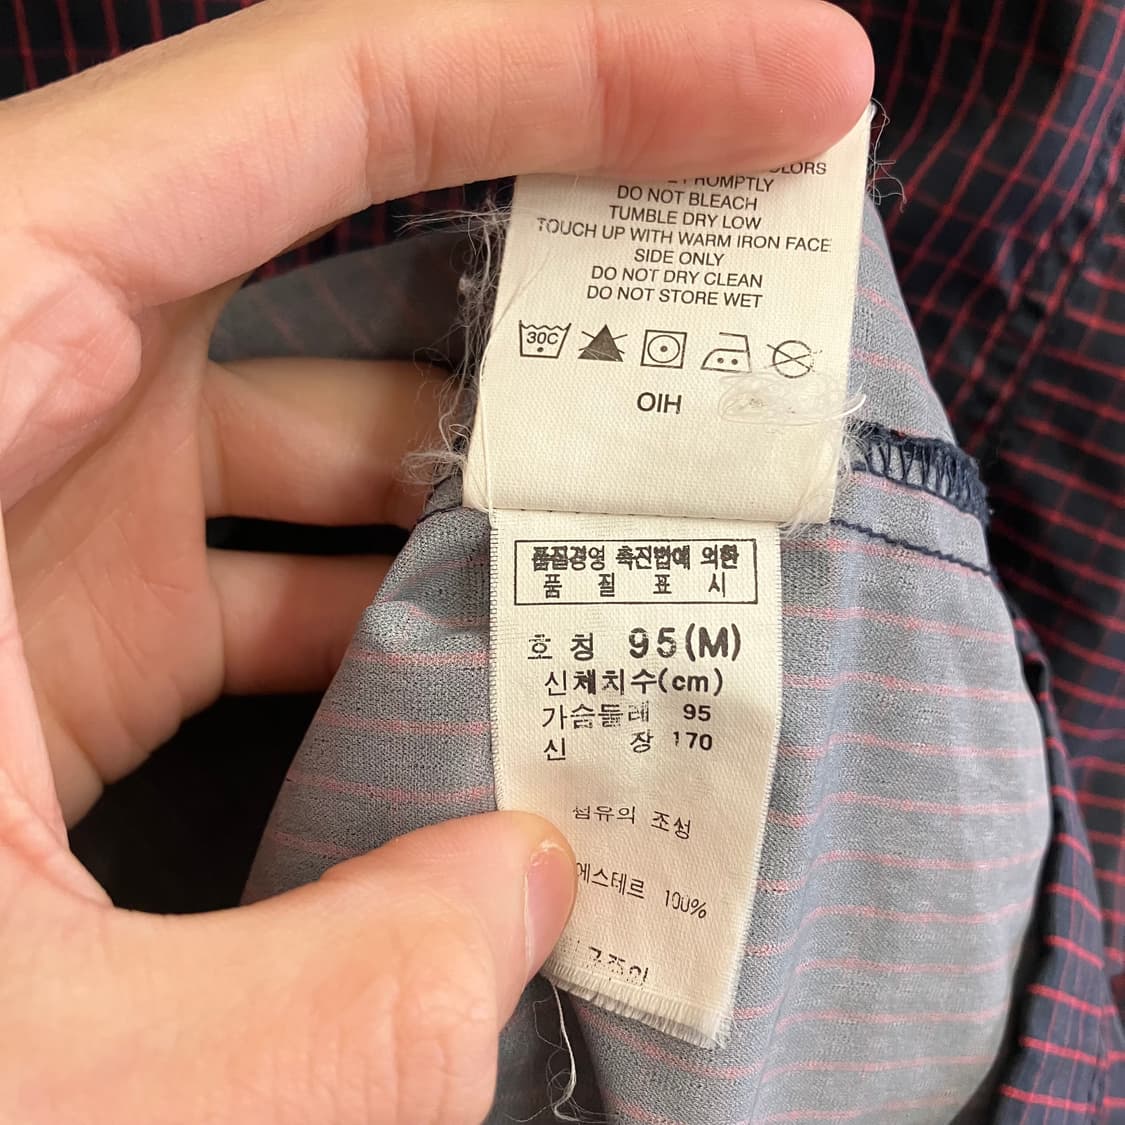 COLORS
PROMPTLY
DO NOT BLEACH
TUMBLE DRY LOW
TOUCH UP WITH WARM IRON FACE
SIDE ONLY
DO NOT DRY CLEAN
DO NOT STORE WET
30C
OIH
품질경영 촉진법에 의한
품 질 표 시
호 칭 95(M)
신체치수(cm)
가슴둘레 95
신 장 170
섬유의 조성
에스테르 100%